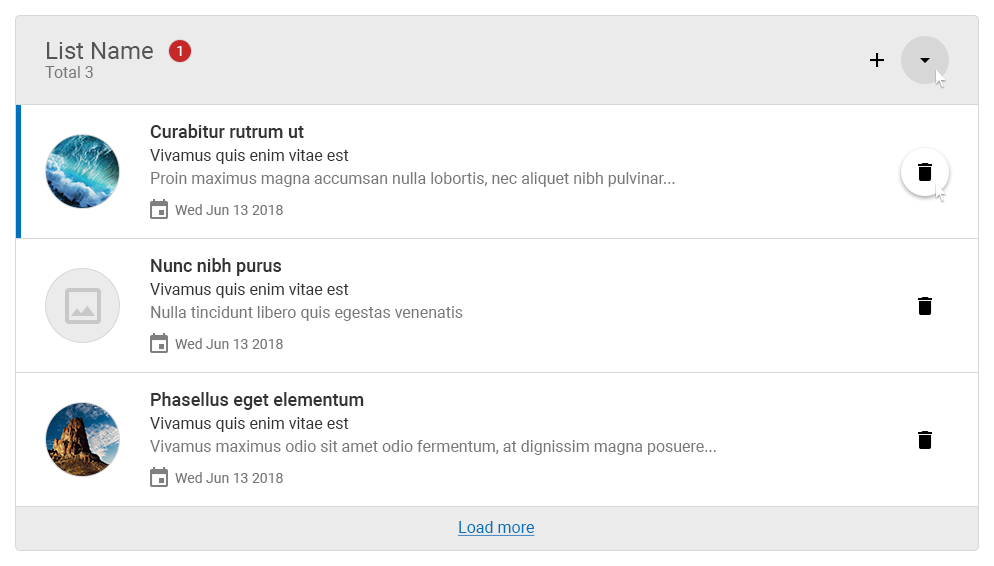 List Name 1
Total 3
Curabitur rutrum ut
Vivamus quis enim vitae est
Proin maximus magna accumsan nulla lobortis, nec aliquet nibh pulvinar...
Wed Jun 13 2018
Nunc nibh purus
Vivamus quis enim vitae est
Nulla tincidunt libero quis egestas venenatis
Wed Jun 13 2018
Phasellus eget elementum
Vivamus quis enim vitae est
Vivamus maximus odio sit amet odio fermentum, at dignissim magna posuere...
Wed Jun 13 2018
Load more